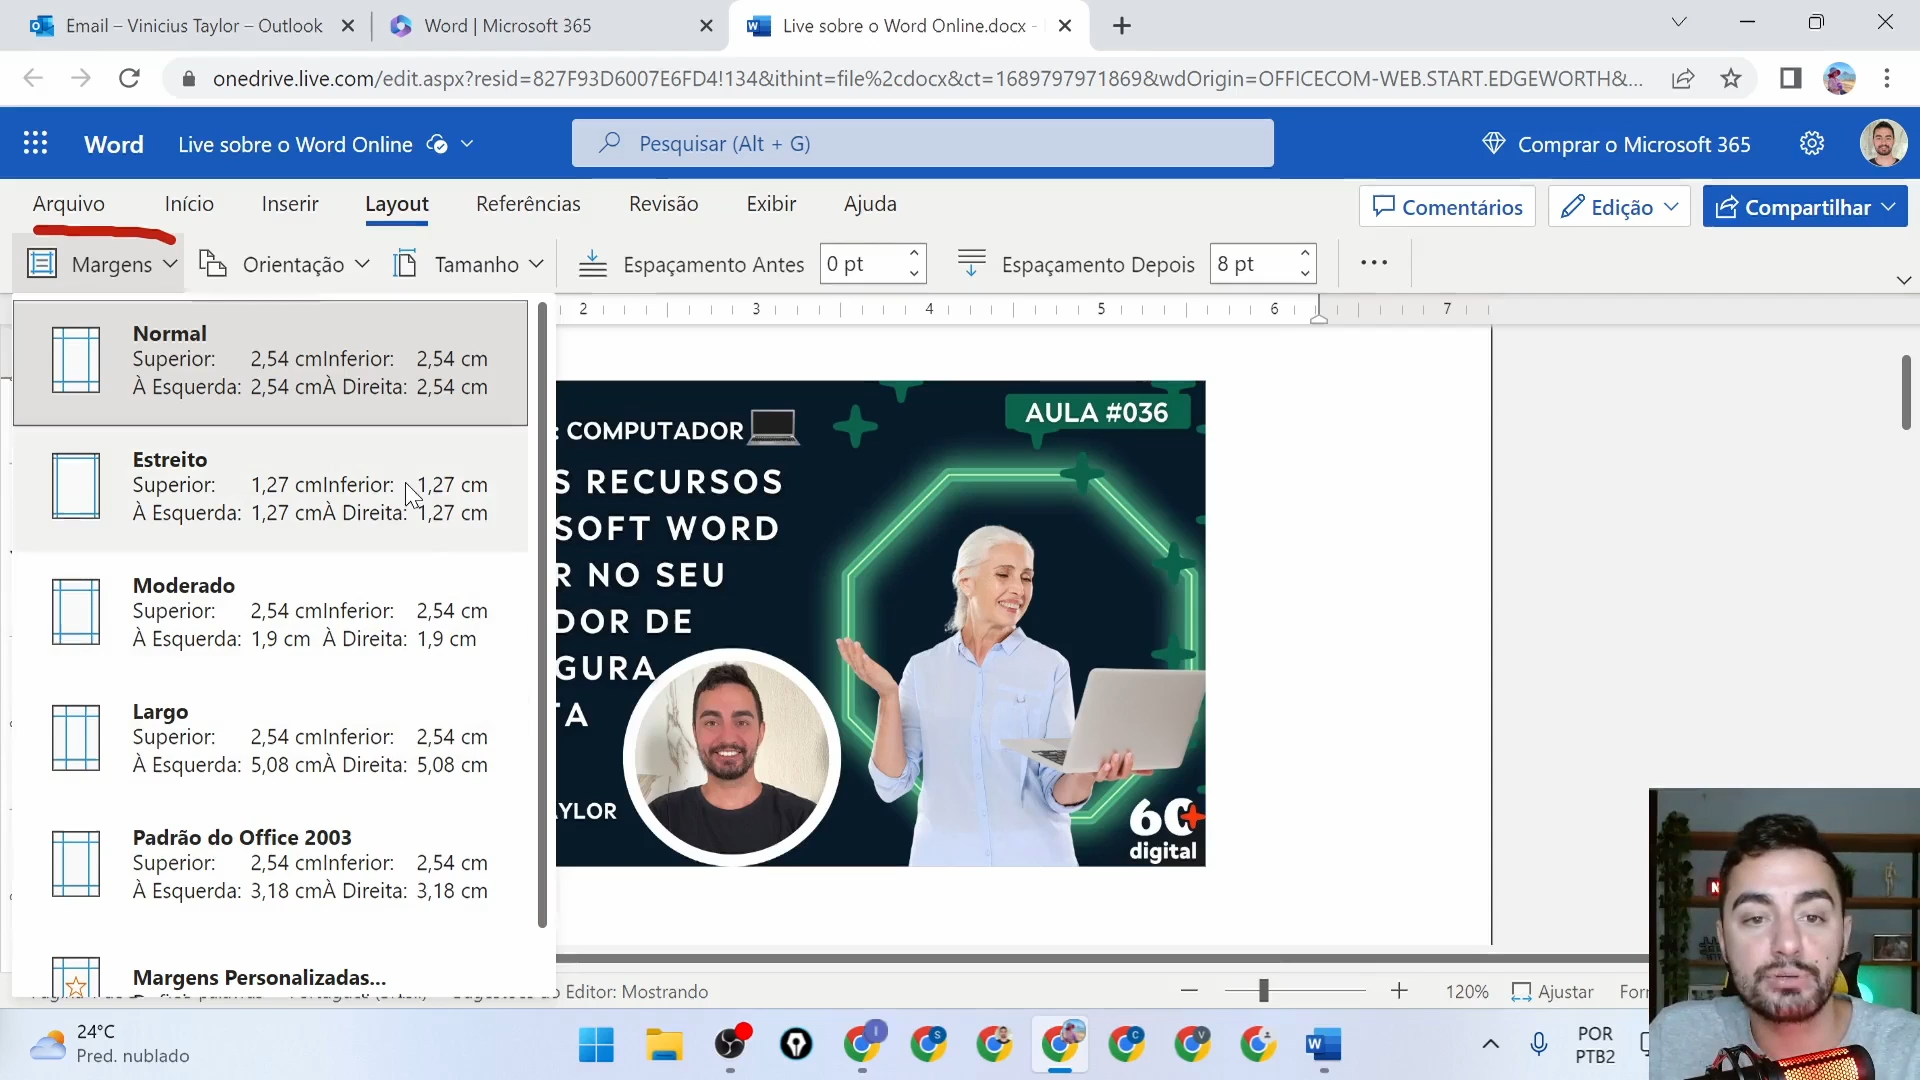 Email – Vinicius Taylor – Outlook
Word | Microsoft 365
Live sobre o Word Online.docx -
onedrive.live.com/edit.aspx?resid=827F93D6007E6FD4!134&ithint=file%2cdocx&ct=1689797971869&wdOrigin=OFFICECOM-WEB.START.EDGEWORTH&...
Word
Live sobre o Word Online
Pesquisar (Alt + G)
Comprar o Microsoft 365
Arquivo
Início
Inserir
Layout
Referências
Revisão
Exibir
Ajuda
Comentários
Edição
Compartilhar
Margens
Orientação
Tamanho
Espaçamento Antes
0 pt
Espaçamento Depois
8 pt
2 3 4 5 6 7
Normal
Superior: 2,54 cmInferior: 2,54 cm
À Esquerda: 2,54 cmÀ Direita: 2,54 cm
Estreito
Superior: 1,27 cmInferior: 1,27 cm
À Esquerda: 1,27 cmÀ Direita: 1,27 cm
Moderado
Superior: 2,54 cmInferior: 2,54 cm
À Esquerda: 1,9 cm À Direita: 1,9 cm
Largo
Superior: 2,54 cmInferior: 2,54 cm
À Esquerda: 5,08 cmÀ Direita: 5,08 cm
Padrão do Office 2003
Superior: 2,54 cmInferior: 2,54 cm
À Esquerda: 3,18 cmÀ Direita: 3,18 cm
Margens Personalizadas...
: COMPUTADOR
AULA #036
S RECURSOS
SOFT WORD
R NO SEU
DOR DE
GURA
TA
YLOR
60+
digital
Editor: Mostrando
120%
Ajustar
24°C
Pred. nublado
POR
PTB2